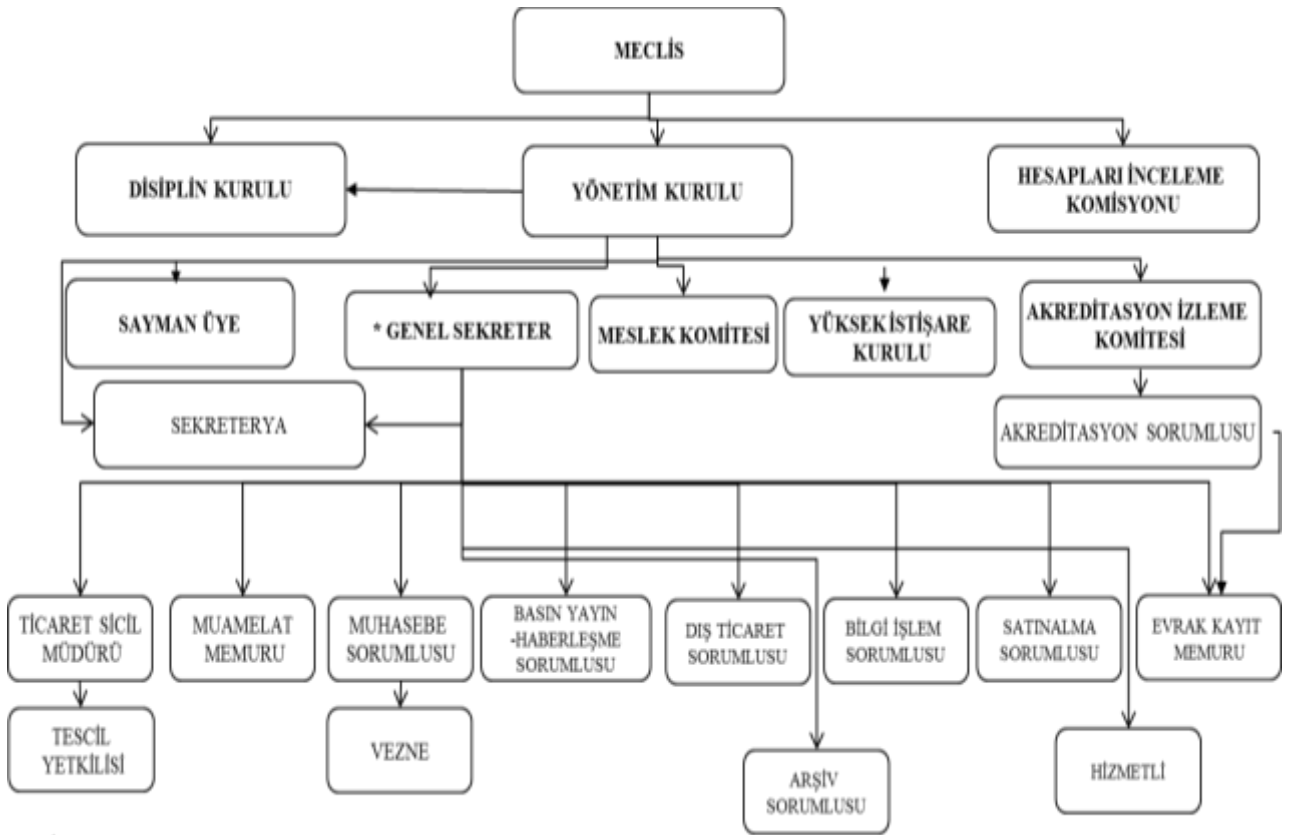 MECLİS
DİSİPLİN KURULU
YÖNETİM KURULU
HESAPLARI İNCELEME
KOMİSYONU
SAYMAN ÜYE
* GENEL SEKRETER
MESLEK KOMİTESİ
YÜKSEK İSTİŞARE
KURULU
AKREDİTASYON İZLEME
KOMİTESİ
SEKRETERYA
AKREDİTASYON SORUMLUSU
TİCARET SİCİL
MÜDÜRÜ
MUAMELAT
MEMURU
MUHASEBE
SORUMLUSU
BASIN YAYIN
-HABERLEŞME
SORUMLUSU
DIŞ TİCARET
SORUMLUSU
BİLGİ İŞLEM
SORUMLUSU
SATINALMA
SORUMLUSU
EVRAK KAYIT
MEMURU
TESCİL
YETKİLİSİ
VEZNE
ARŞİV
SORUMLUSU
HİZMETLİ